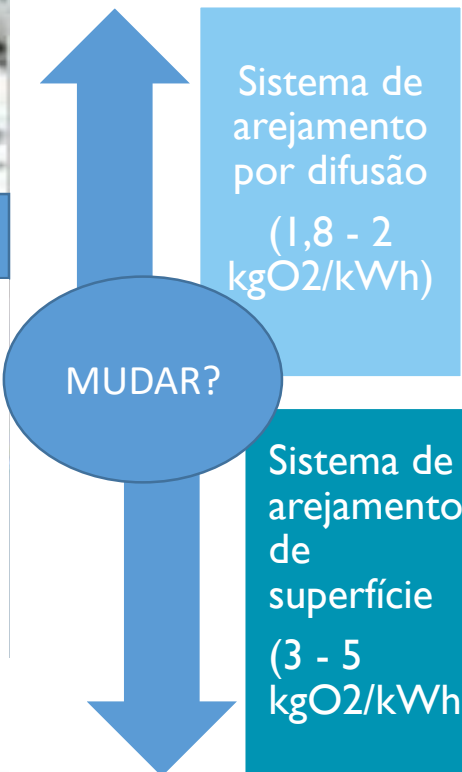 Sistema de
arejamento
por difusão
(1,8 - 2
kgO2/kWh)
MUDAR?
Sistema de
arejamento
de
superfície
(3 - 5
kgO2/kWh